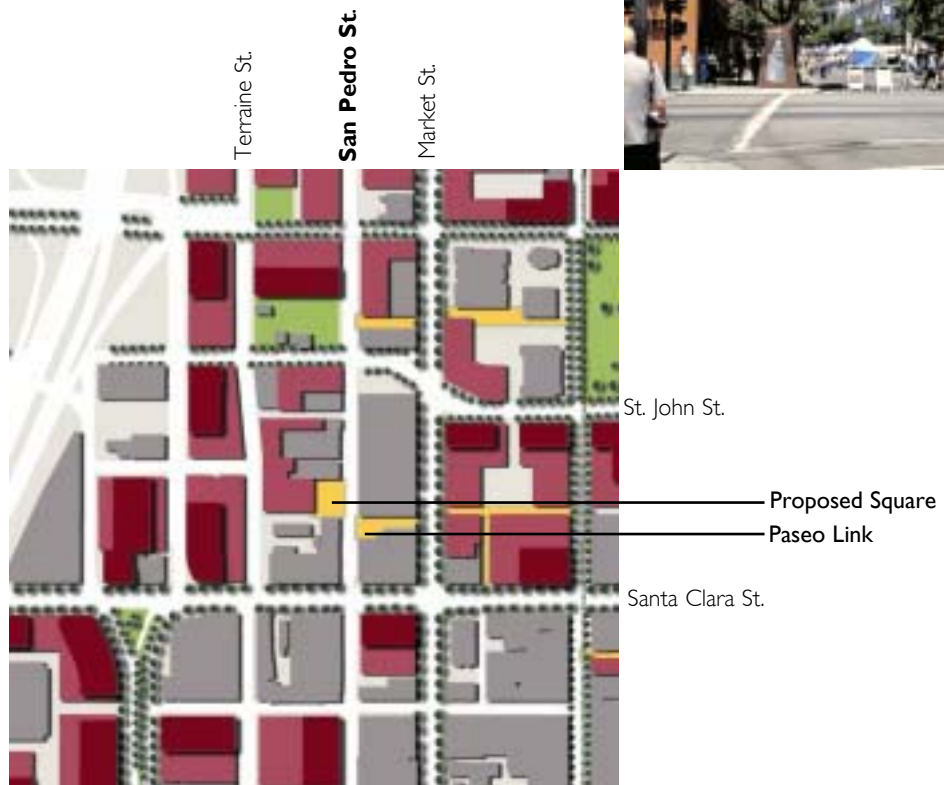 Terraine St.
San Pedro St.
Market St.
St. John St.
Proposed Square
Paseo Link
Santa Clara St.